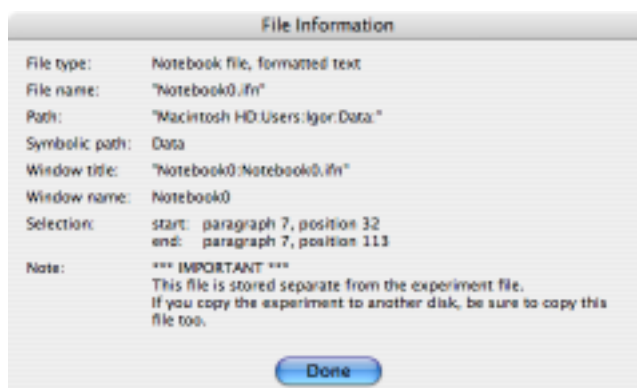 File Information
File type: Notebook file, formatted text
File name: "Notebook0.ifn"
Path: "Macintosh HD:Users:Igor:Data:"
Symbolic path: Data
Window title: "Notebook0:Notebook0.ifn"
Window name: Notebook0
Selection: start: paragraph 7, position 32
end: paragraph 7, position 113
Note: *** IMPORTANT ***
This file is stored separate from the experiment file.
If you copy the experiment to another disk, be sure to copy this
file too.
Done